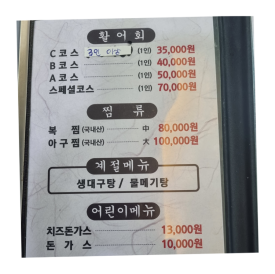 활어회
C코스 3인 이상 (1인) 35,000원
B코스 (1인) 40,000원
A코스 (1인) 50,000원
스페셜코스 (1인) 70,000원
찜류
복찜(국내산) 中 80,000원
아구찜(국내산) 大 100,000원
계절메뉴
생대구탕 / 물메기탕
어린이메뉴
치즈돈가스 13,000원
돈가스 10,000원